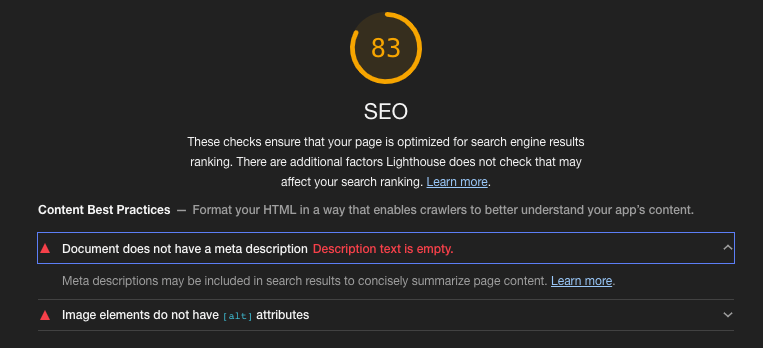 83
SEO
These checks ensure that your page is optimized for search engine results
ranking. There are additional factors Lighthouse does not check that may
affect your search ranking. Learn more.
Content Best Practices — Format your HTML in a way that enables crawlers to better understand your app's content.
Document does not have a meta description Description text is empty.
Meta descriptions may be included in search results to concisely summarize page content. Learn more.
Image elements do not have [alt] attributes